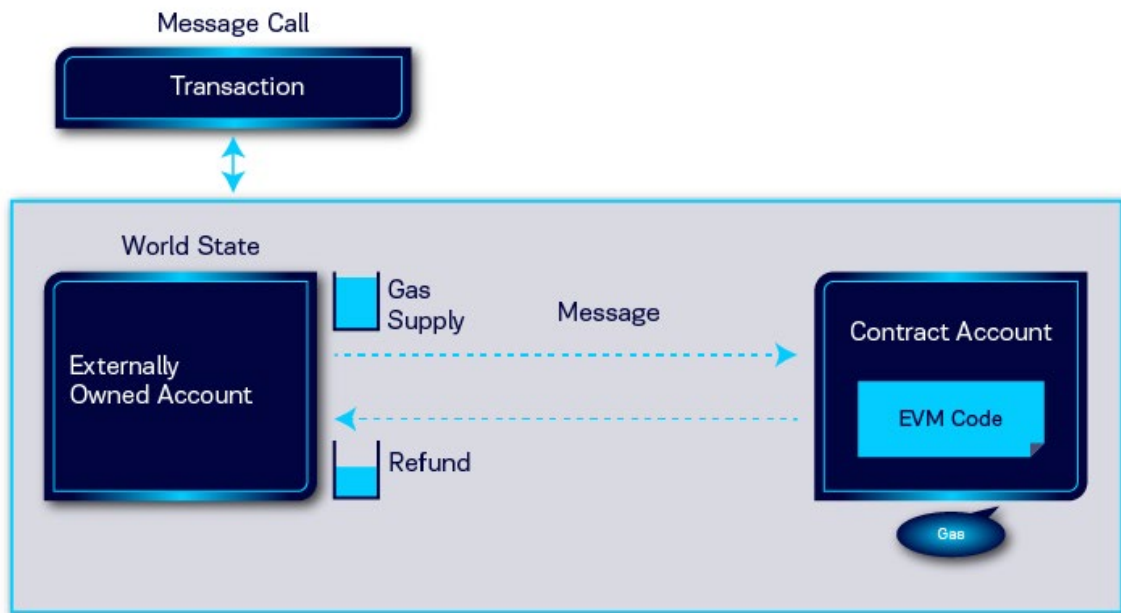 Message Call
Transaction
World State
Gas
Supply
Message
Contract Account
Externally
Owned Account
EVM Code
Refund
Gas